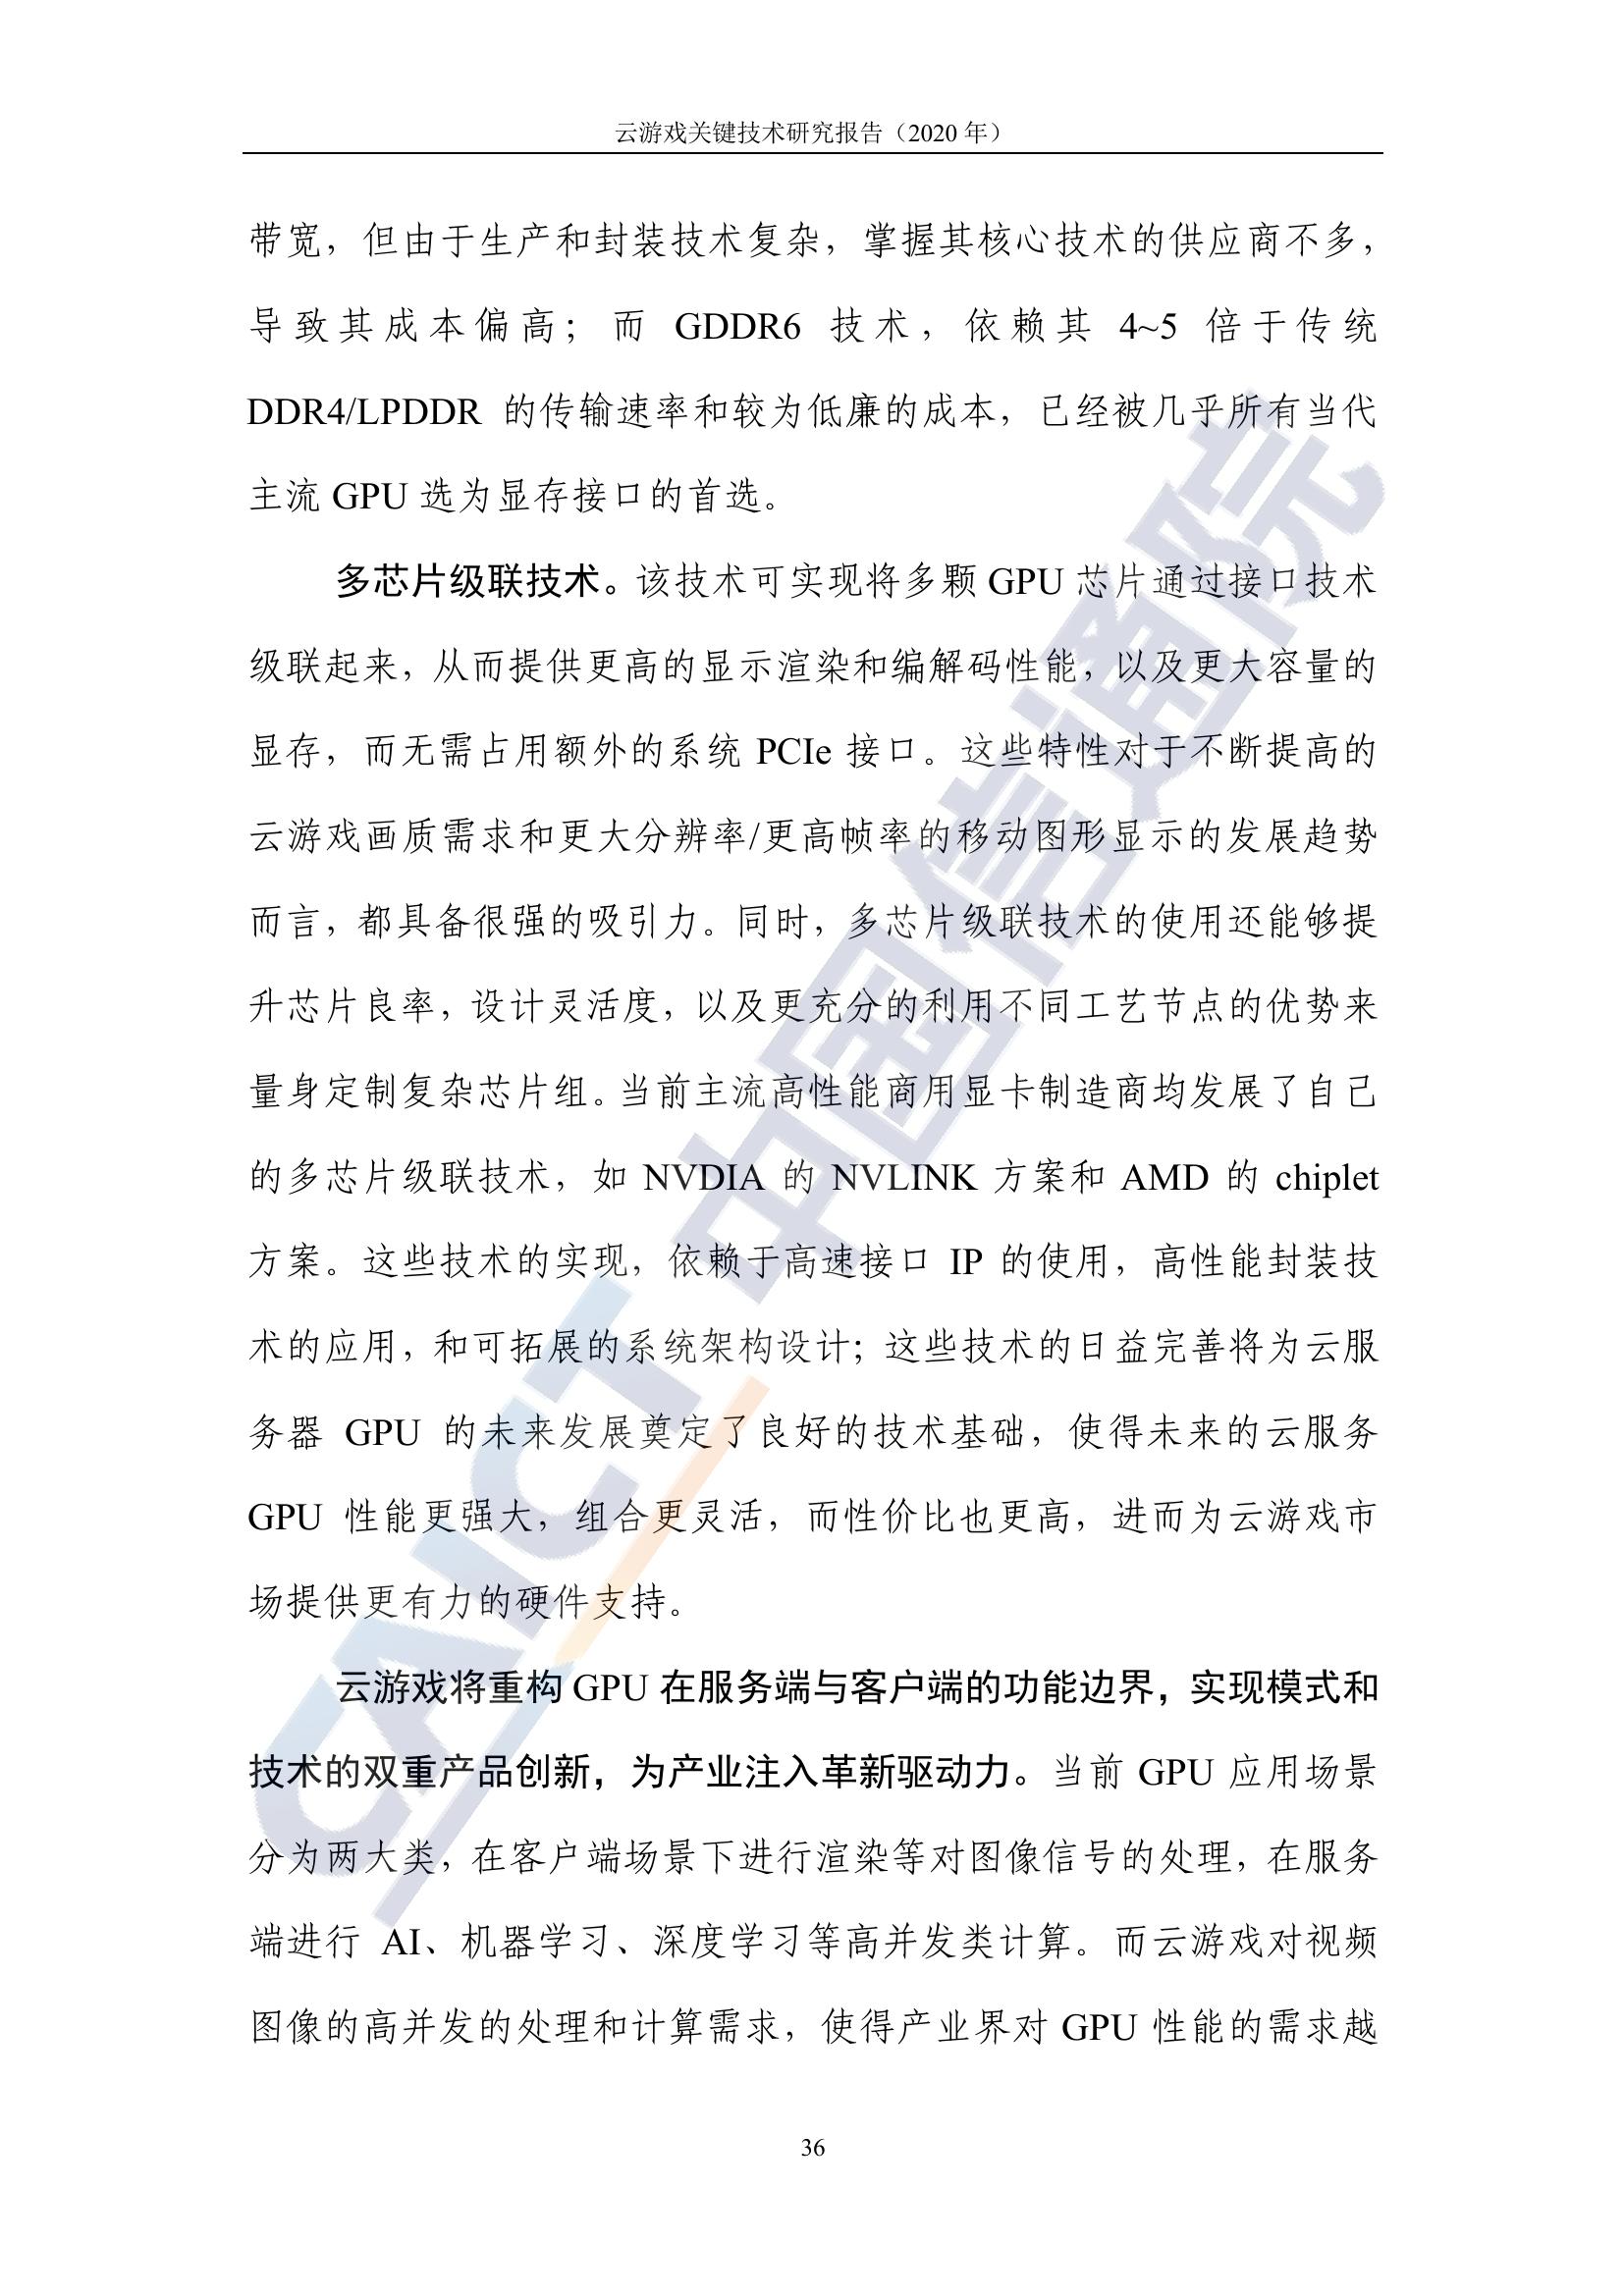 云游戏关键技术研究报告（2020 年）
带宽，但由于生产和封装技术复杂，掌握其核心技术的供应商不多，
导致其成本偏高；而 GDDR6 技术，依赖其 4~5 倍于传统
DDR4/LPDDR 的传输速率和较为低廉的成本，已经被几乎所有当代
主流 GPU 选为显存接口的首选。
多芯片级联技术。该技术可实现将多颗 GPU 芯片通过接口技术
级联起来，从而提供更高的显示渲染和编解码性能，以及更大容量的
显存，而无需占用额外的系统 PCIe 接口。这些特性对于不断提高的
云游戏画质需求和更大分辨率/更高帧率的移动图形显示的发展趋势
而言，都具备很强的吸引力。同时，多芯片级联技术的使用还能够提
升芯片良率，设计灵活度，以及更充分的利用不同工艺节点的优势来
量身定制复杂芯片组。当前主流高性能商用显卡制造商均发展了自己
的多芯片级联技术，如 NVDIA 的 NVLINK 方案和 AMD 的 chiplet
方案。这些技术的实现，依赖于高速接口 IP 的使用，高性能封装技
术的应用，和可拓展的系统架构设计；这些技术的日益完善将为云服
务器 GPU 的未来发展奠定了良好的技术基础，使得未来的云服务
GPU 性能更强大，组合更灵活，而性价比也更高，进而为云游戏市
场提供更有力的硬件支持。
云游戏将重构 GPU 在服务端与客户端的功能边界，实现模式和
技术的双重产品创新，为产业注入革新驱动力。当前 GPU 应用场景
分为两大类，在客户端场景下进行渲染等对图像信号的处理，在服务
端进行 AI、机器学习、深度学习等高并发类计算。而云游戏对视频
图像的高并发的处理和计算需求，使得产业界对 GPU 性能的需求越
36
CAICT 中国信通院